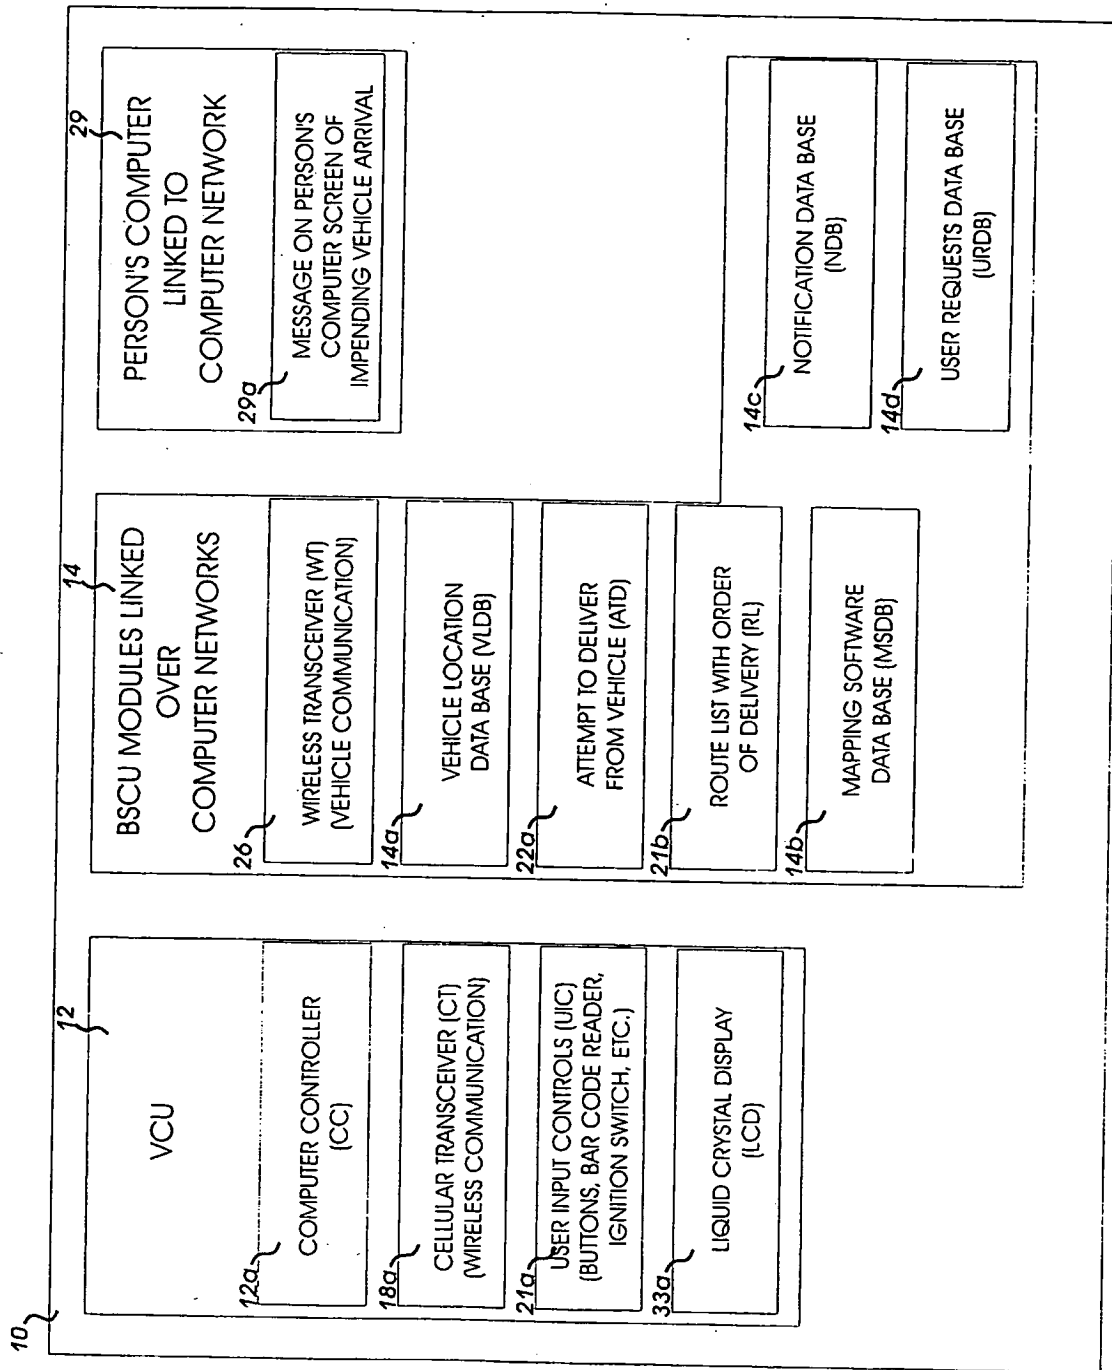 10
12
VCU
12a
COMPUTER CONTROLLER
(CC)
18a
CELLULAR TRANSCEIVER (CT)
(WIRELESS COMMUNICATION)
21a
USER INPUT CONTROLS (UIC)
(BUTTONS, BAR CODE READER,
IGNITION SWITCH, ETC.)
33a
LIQUID CRYSTAL DISPLAY
(LCD)
14
BSCU MODULES LINKED
OVER
COMPUTER NETWORKS
26
WIRELESS TRANSCEIVER (WT)
(VEHICLE COMMUNICATION)
14a
VEHICLE LOCATION
DATA BASE (VLDB)
22a
ATTEMPT TO DELIVER
FROM VEHICLE (ATD)
21b
ROUTE LIST WITH ORDER
OF DELIVERY (RL)
14b
MAPPING SOFTWARE
DATA BASE (MSDB)
14c
NOTIFICATION DATA BASE
(NDB)
14d
USER REQUESTS DATA BASE
(URDB)
29
PERSON'S COMPUTER
LINKED TO
COMPUTER NETWORK
29a
MESSAGE ON PERSON'S
COMPUTER SCREEN OF
IMPENDING VEHICLE ARRIVAL